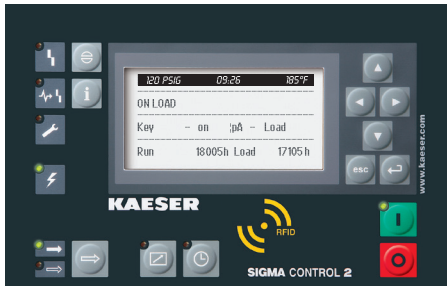 120 PSIG 09:26 185°F
ON LOAD
Key - on :pA - Load
Run 18005h Load 17105h
esc
www.kaeser.com
KAESER
RFID
SIGMA CONTROL 2